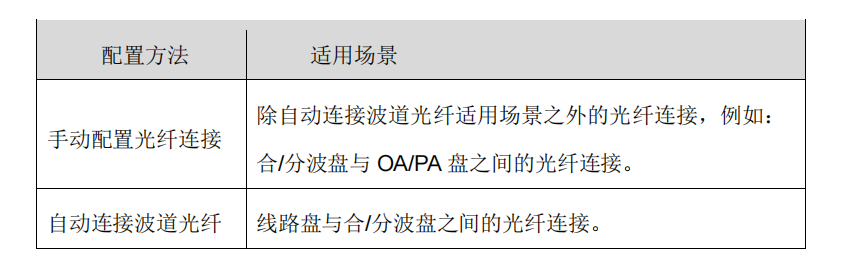 配置方法 适用场景
手动配置光纤连接
除自动连接波道光纤适用场景之外的光纤连接，例如：
合/分波盘与 OA/PA 盘之间的光纤连接。
自动连接波道光纤 线路盘与合/分波盘之间的光纤连接。